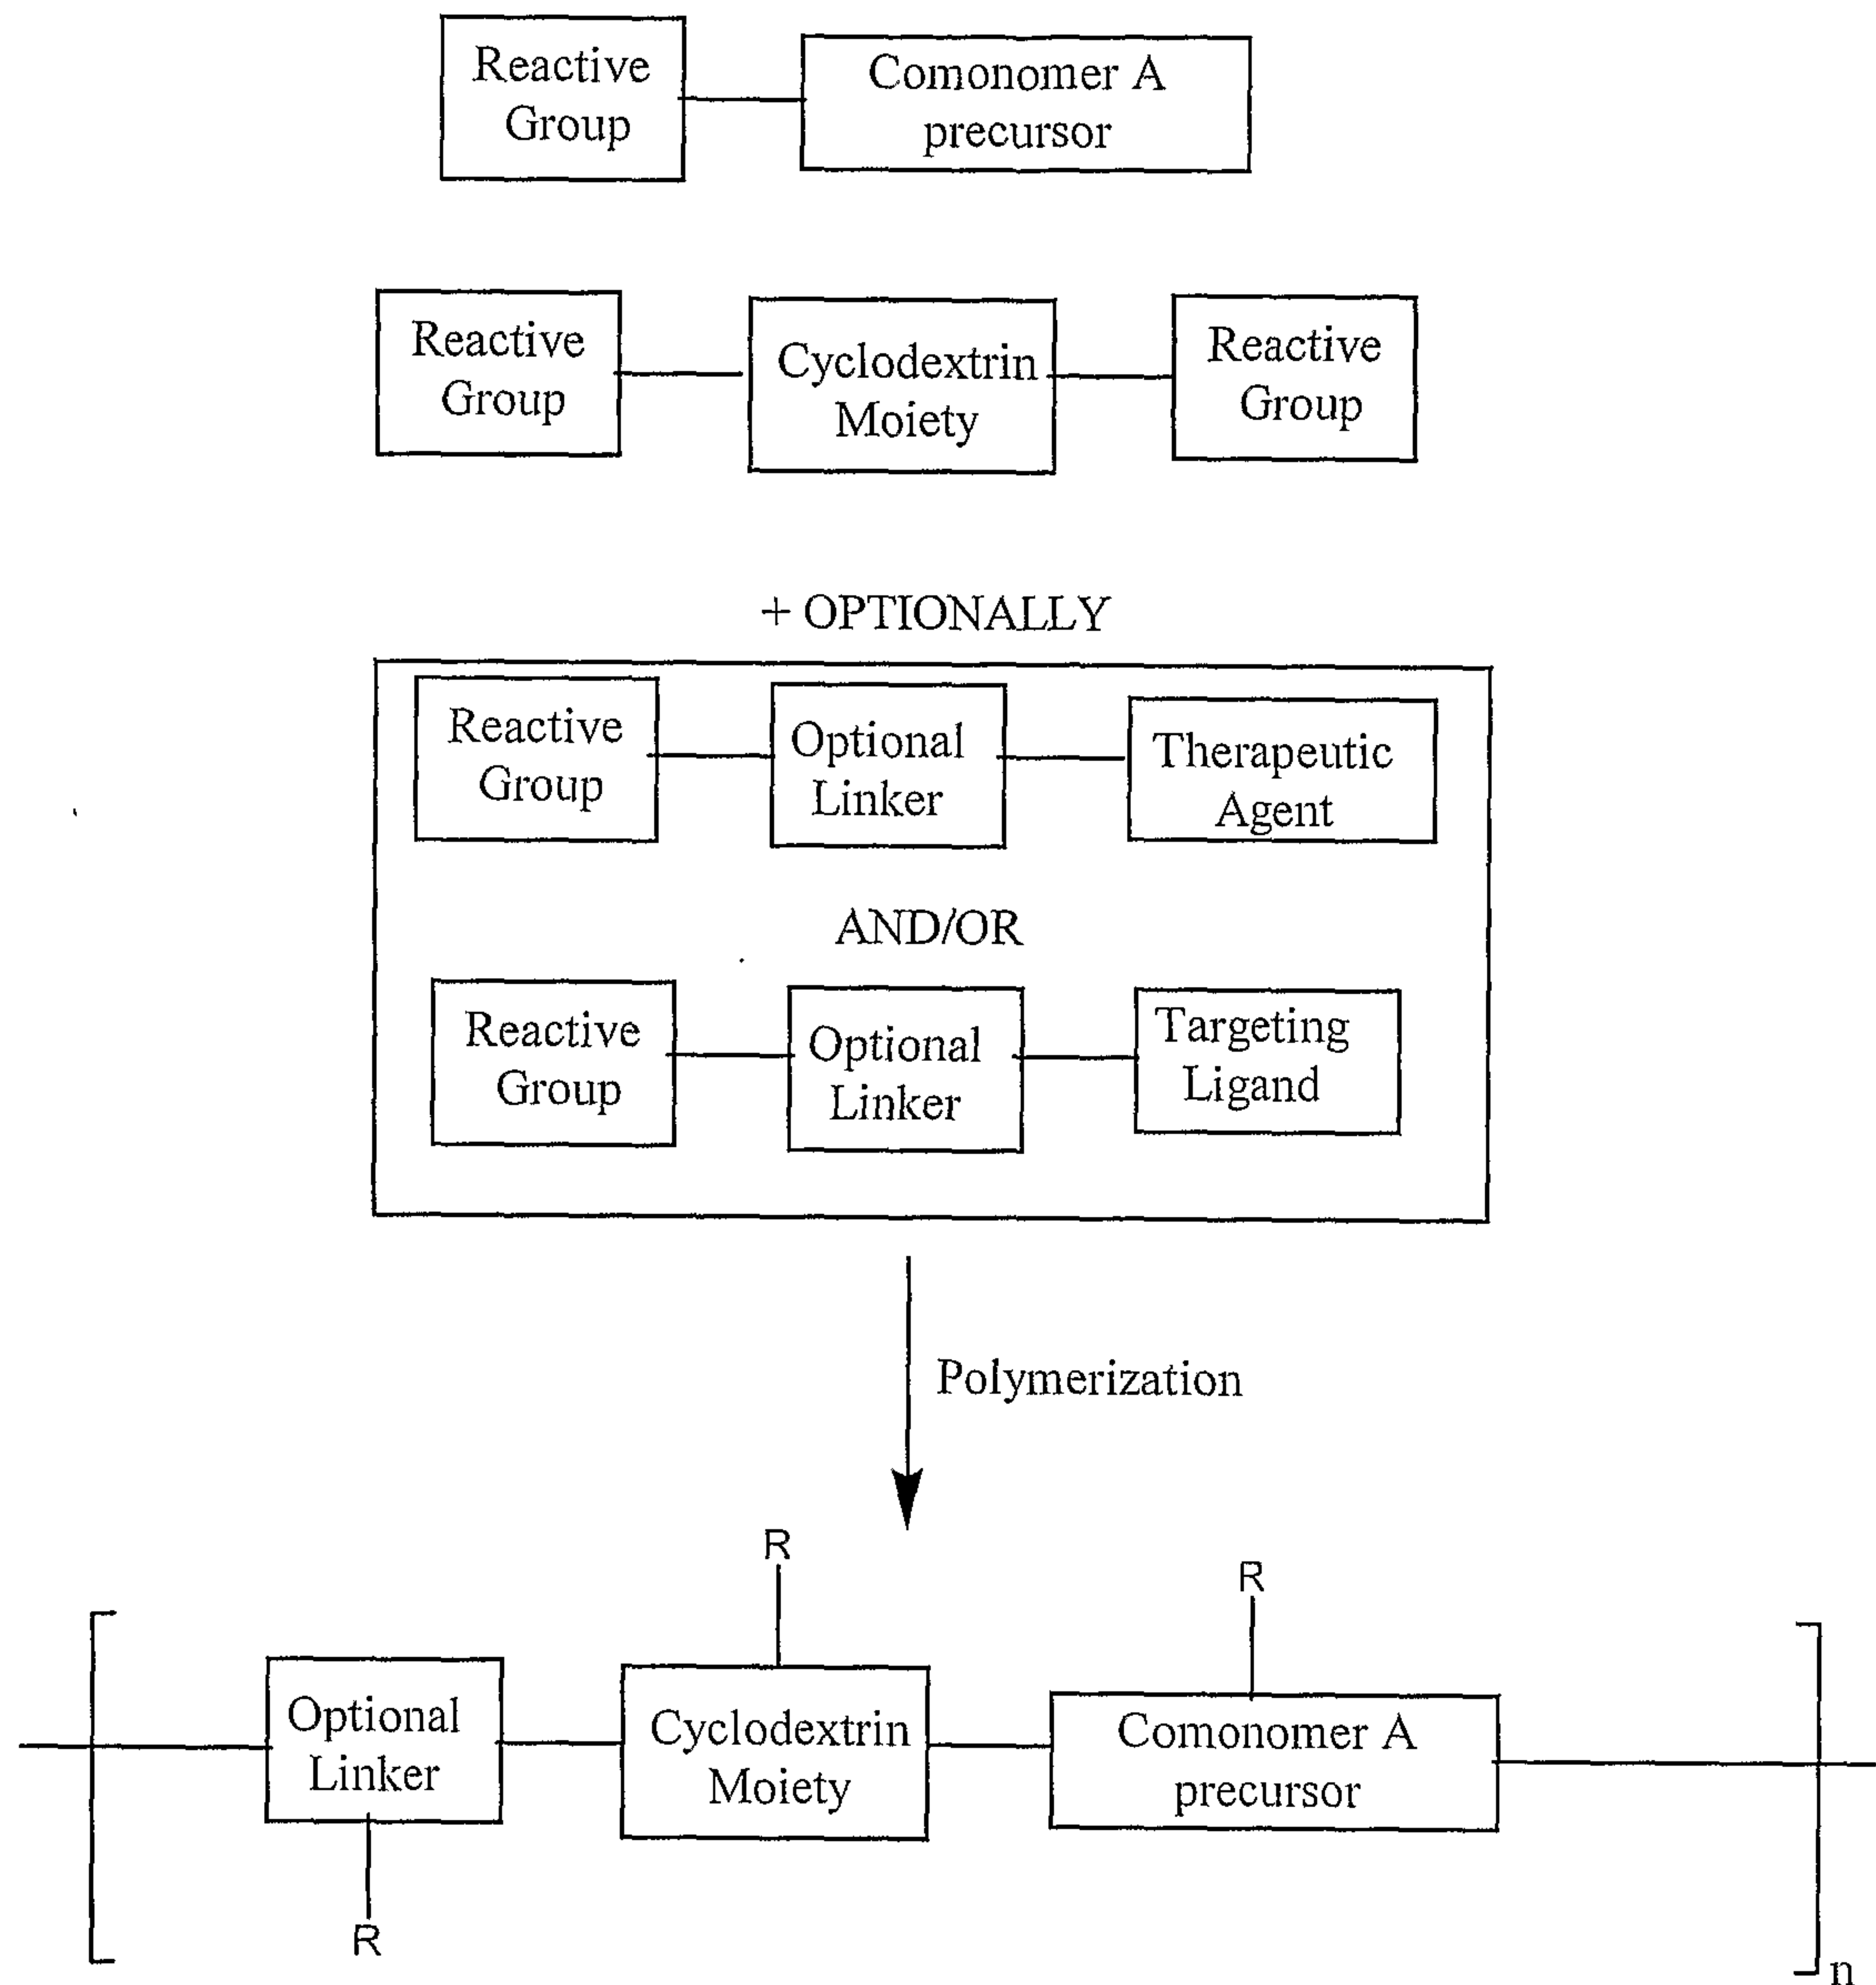 Reactive
Group
Comonomer A
precursor
Reactive
Group
Cyclodextrin
Moiety
Reactive
Group
+ OPTIONALLY
Reactive
Group
Optional
Linker
Therapeutic
Agent
AND/OR
Reactive
Group
Optional
Linker
Targeting
Ligand
Polymerization
R
R
Optional
Linker
Cyclodextrin
Moiety
Comonomer A
precursor
R
n